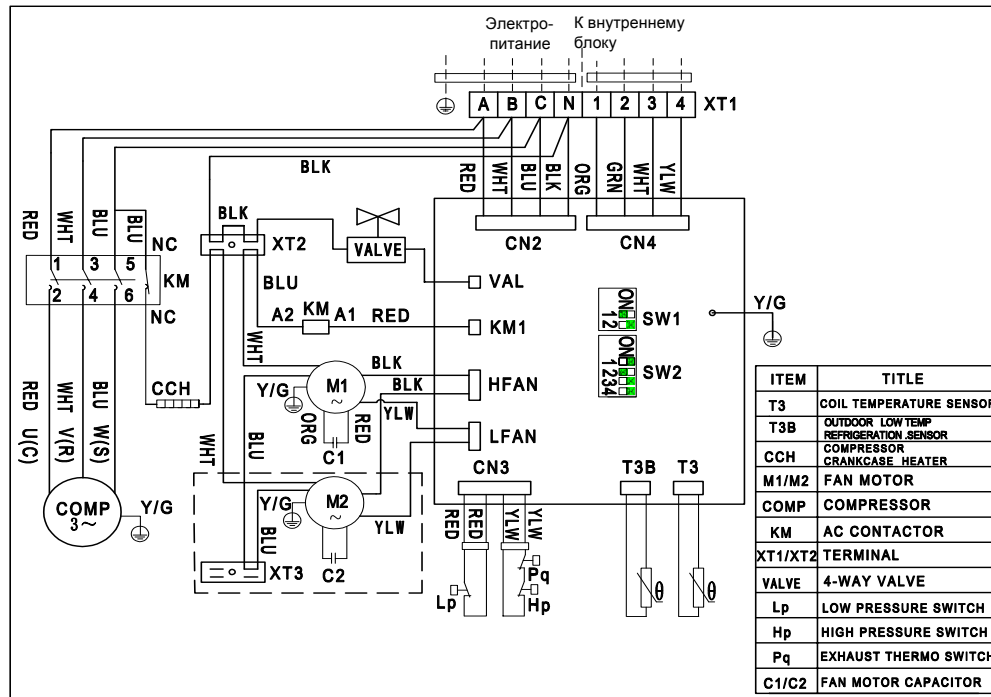 Электро-
питание
К внутреннему
блоку
A B C N 1 2 3 4 XT1
BLK
RED WHT BLU BLK ORG GRN WHT YLW
RED WHT BLU BLU
BLK
XT2
VALVE
CN2 CN4
NC
1 3 5
KM
2 4 6
NC
BLU
VAL
A2 KM A1 RED
KM1
ON
12
SW1
ON
1234
SW2
Y/G
WHT
CCH
Y/G
M1
~
BLK
BLK
HFAN
YLW
LFAN
ORG RED
C1
RED U(C)
WHT V(R)
BLU W(S)
WHT BLU
CN3 T3B T3
COMP
3~
Y/G
Y/G
M2
~
YLW
RED RED YLW YLW
BLU
XT3
C2
Pq
Lp
Hp
θ θ
ITEM TITLE
T3 COIL TEMPERATURE SENSOR
T3B OUTDOOR LOW TEMP
REFRIGERATION .SENSOR
CCH COMPRESSOR
CRANKCASE HEATER
M1/M2 FAN MOTOR
COMP COMPRESSOR
KM AC CONTACTOR
XT1/XT2 TERMINAL
VALVE 4-WAY VALVE
Lp LOW PRESSURE SWITCH
Hp HIGH PRESSURE SWITCH
Pq EXHAUST THERMO SWITCH
C1/C2 FAN MOTOR CAPACITOR